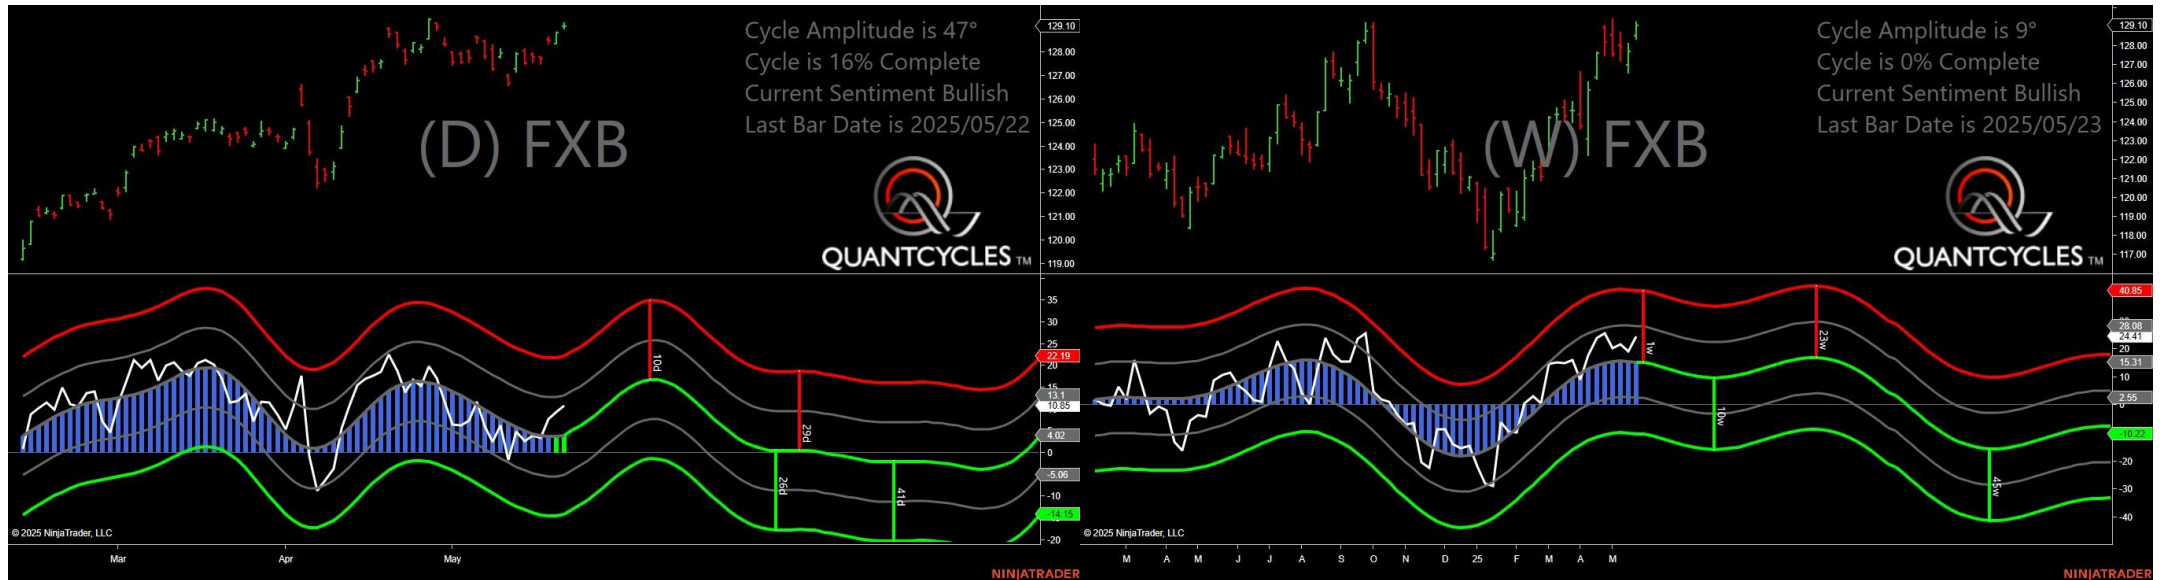 Cycle Amplitude is 47°
Cycle is 16% Complete
Current Sentiment Bullish
Last Bar Date is 2025/05/22
(D) FXB
QUANTCYCLES TM
129.10
128.00
127.00
126.00
125.00
124.00
123.00
122.00
121.00
120.00
119.00
35
30
25
22.19
20
15
13.1
10.85
4.02
0
-5.06
-10
-14.15
-20
10d
29d
26d
41d
© 2025 NinjaTrader, LLC
Mar Apr May
NINJATRADER
Cycle Amplitude is 9°
Cycle is 0% Complete
Current Sentiment Bullish
Last Bar Date is 2025/05/23
(W) FXB
QUANTCYCLES TM
129.10
128.00
127.00
126.00
125.00
124.00
123.00
122.00
121.00
120.00
119.00
118.00
117.00
40.85
28.08
24.41
20
15.31
10
2.55
0
-10.22
-20
-30
-40
1w
23w
10w
45w
© 2025 NinjaTrader, LLC
M A M J J A S O N D 25 F M A M
NINJATRADER